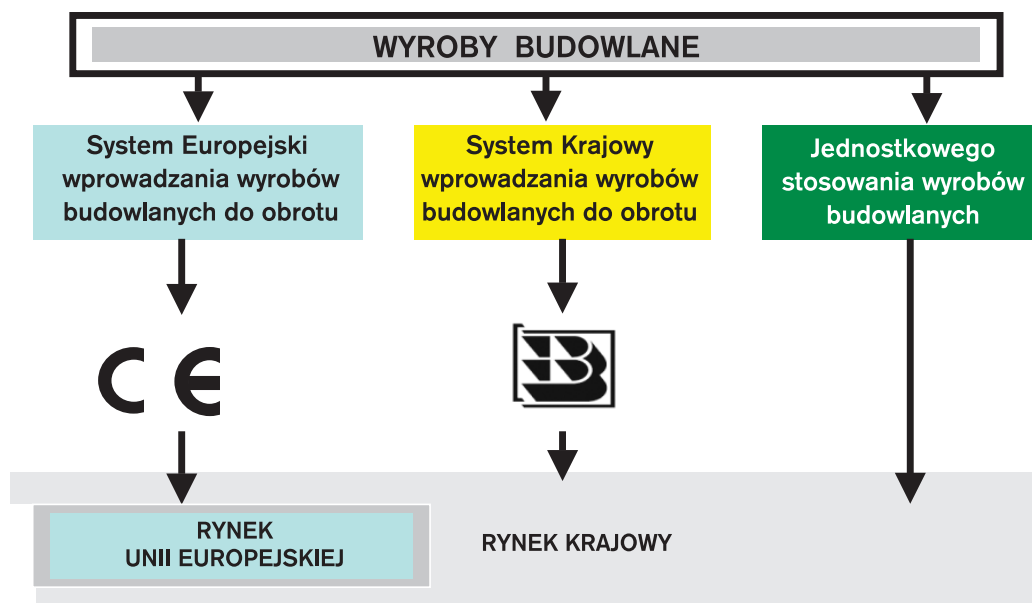 WYROBY BUDOWLANE
System Europejski
wprowadzania wyrobów
budowlanych do obrotu
System Krajowy
wprowadzania wyrobów
budowlanych do obrotu
Jednostkowego
stosowania wyrobów
budowlanych
CE
B
RYNEK
UNII EUROPEJSKIEJ
RYNEK KRAJOWY